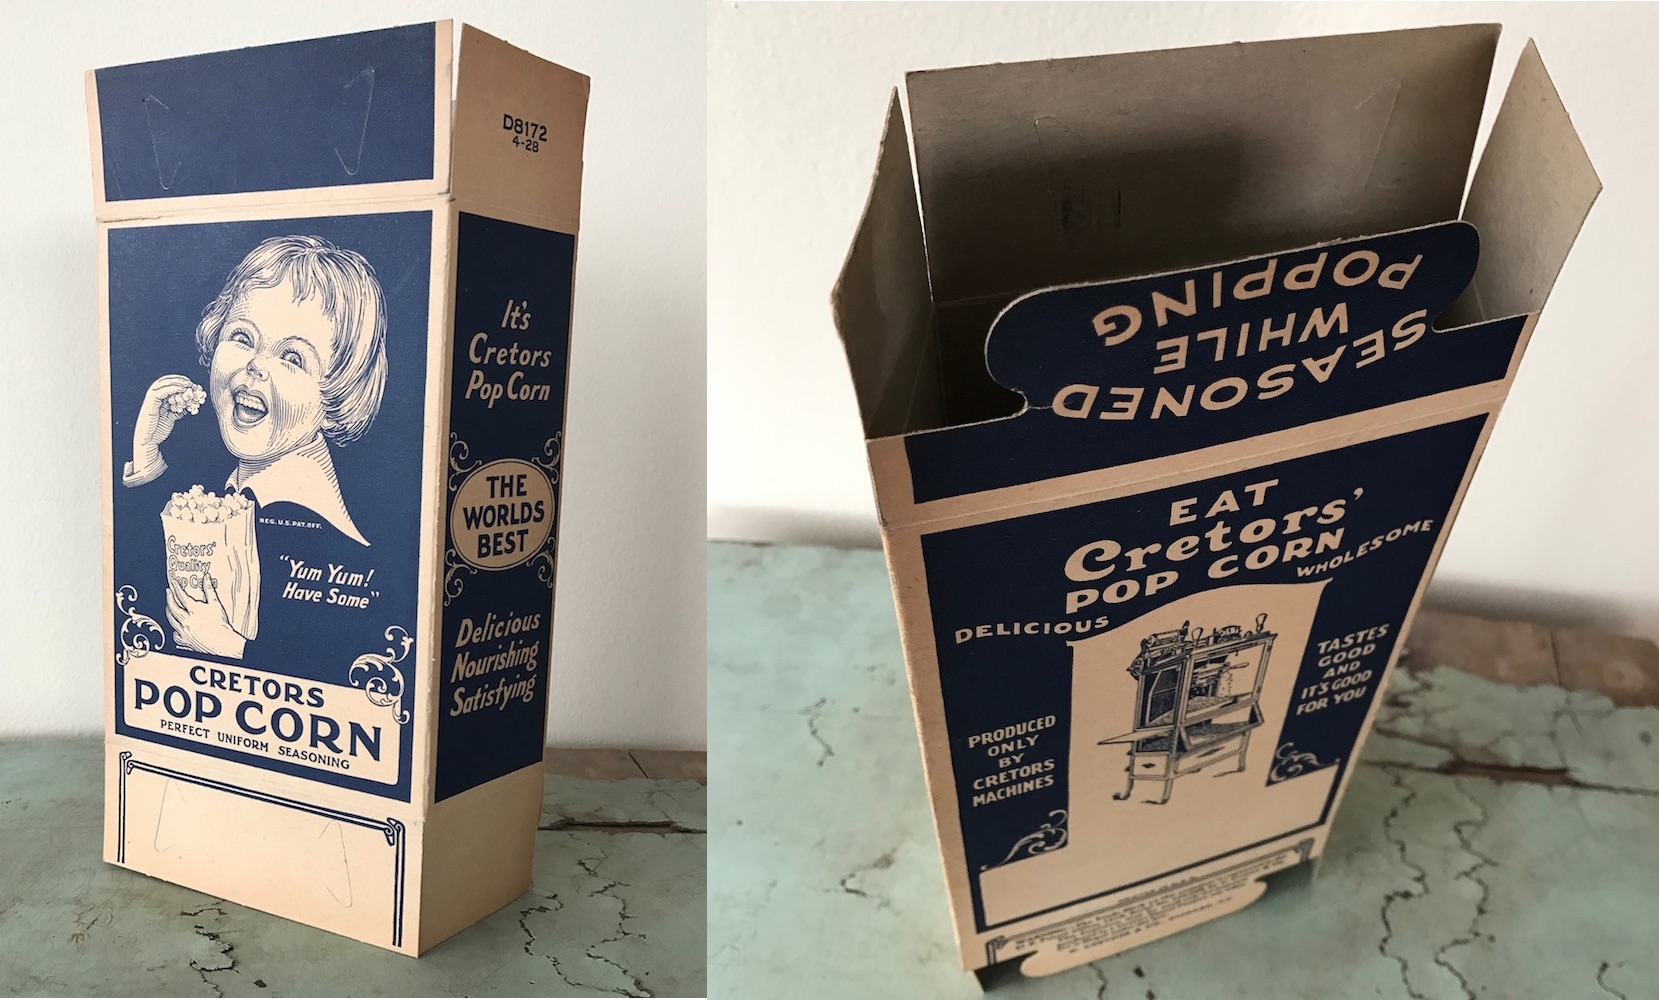 D8172
4-28
REG. U.S. PAT. OFF.
Cretors'
Quality
Pop Corn
"Yum Yum!
Have Some"
CRETORS
POP CORN
PERFECT UNIFORM SEASONING
It's
Cretors
Pop Corn
THE
WORLDS
BEST
Delicious
Nourishing
Satisfying
SEASONED
WHILE
POPPING
EAT
Cretors'
POP CORN
DELICIOUS
WHOLESOME
PRODUCED
ONLY
BY
CRETORS
MACHINES
TASTES
GOOD
AND
IT'S GOOD
FOR YOU